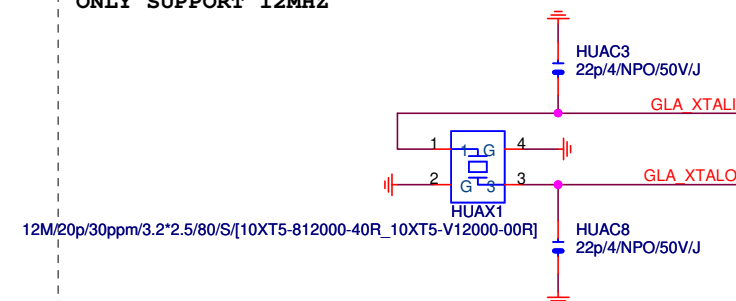 ONLY SUPPORT 12MHZ
HUAC3
22p/4/NPO/50V/J
GLA_XTALI
1
1
G
4
GLA_XTALO
2
G
3
3
HUAX1
12M/20p/30ppm/3.2*2.5/80/S/[10XT5-812000-40R_10XT5-V12000-00R]
HUAC8
22p/4/NPO/50V/J